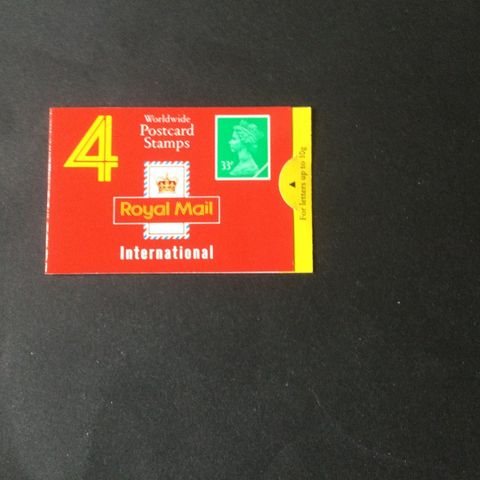 4
Worldwide
Postcard
Stamps
33P
Royal Mail
International
For letters up to 10g